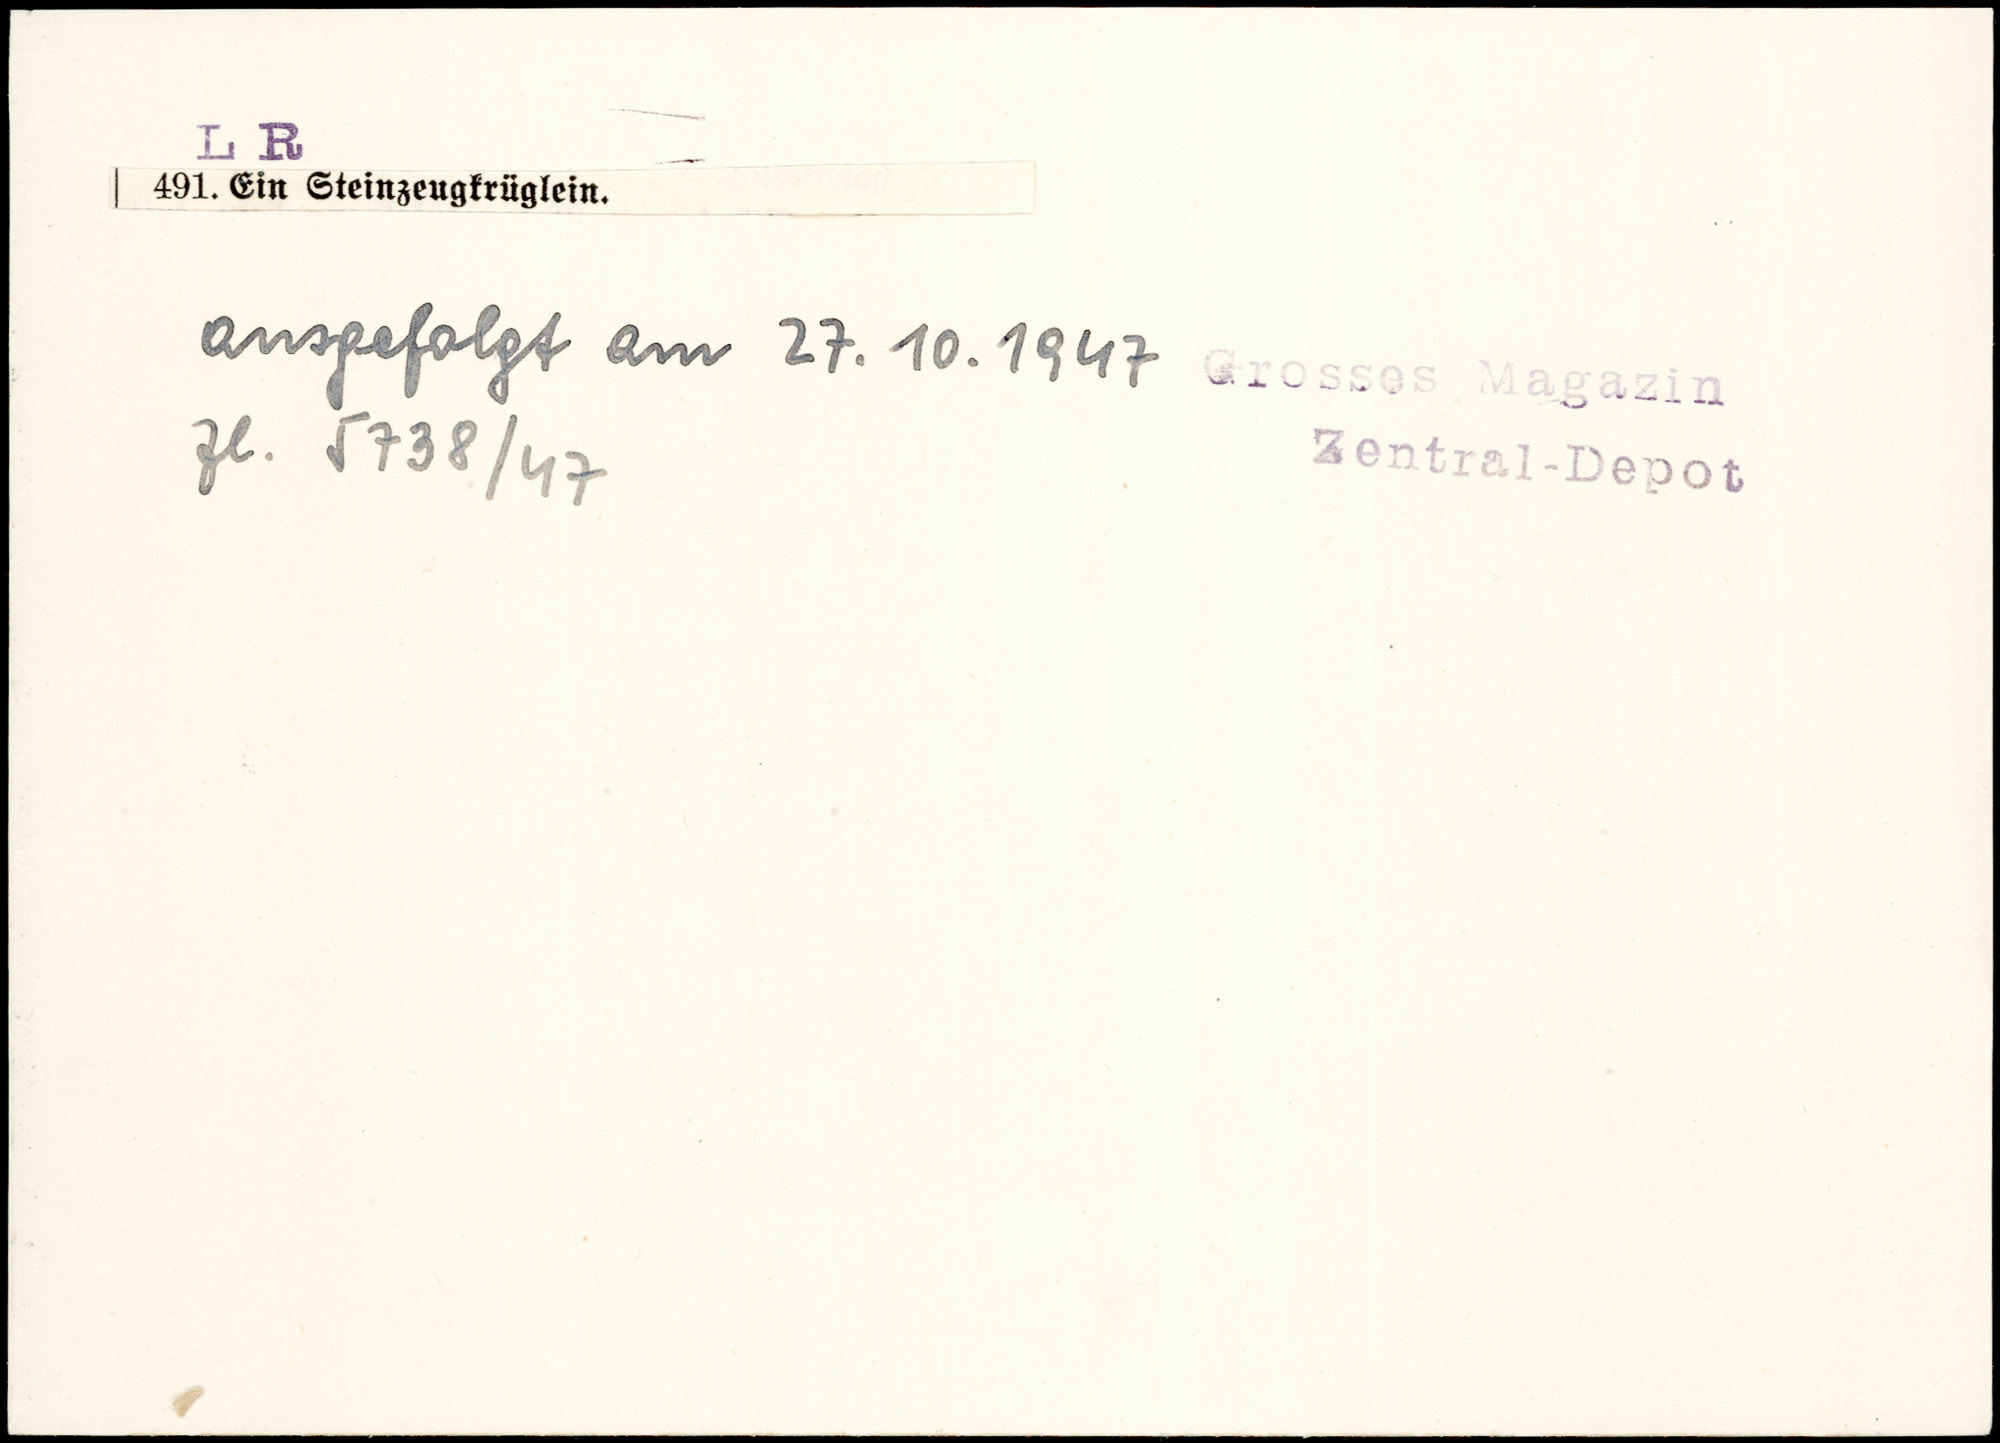 L R
491. Ein Steinzeugkrüglein.
ausgefolgt am 27. 10. 1947
Grosses Magazin
Zl. 5738/47
Zentral-Depot